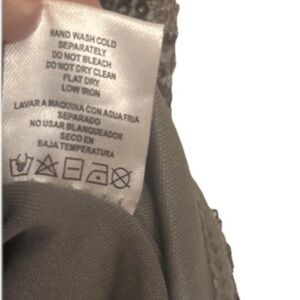 HAND WASH COLD
SEPARATELY
DO NOT BLEACH
DO NOT DRY CLEAN
FLAT DRY
LOW IRON
LAVAR A MAQUINA CON AGUA FRIA
SEPARADO
NO USAR BLANQUEADOR
SECO EN
BAJA TEMPERATURA